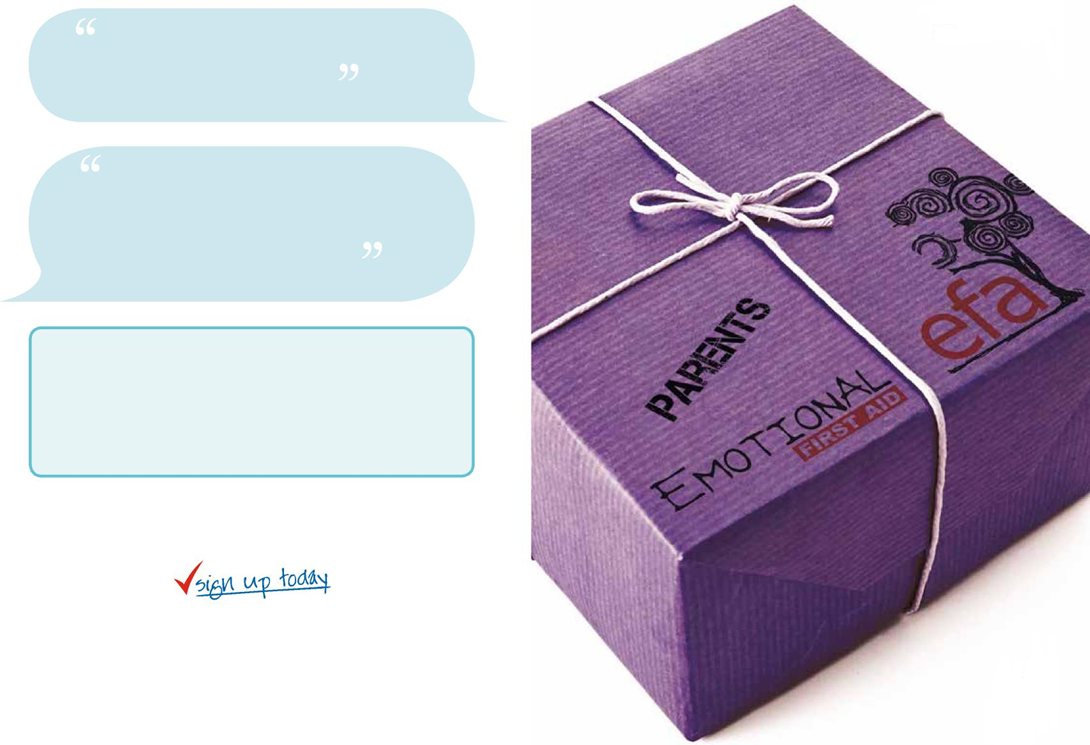 “
”
“
”
sign up today
PARENTS
EMOTIONAL
FIRST AID
efa